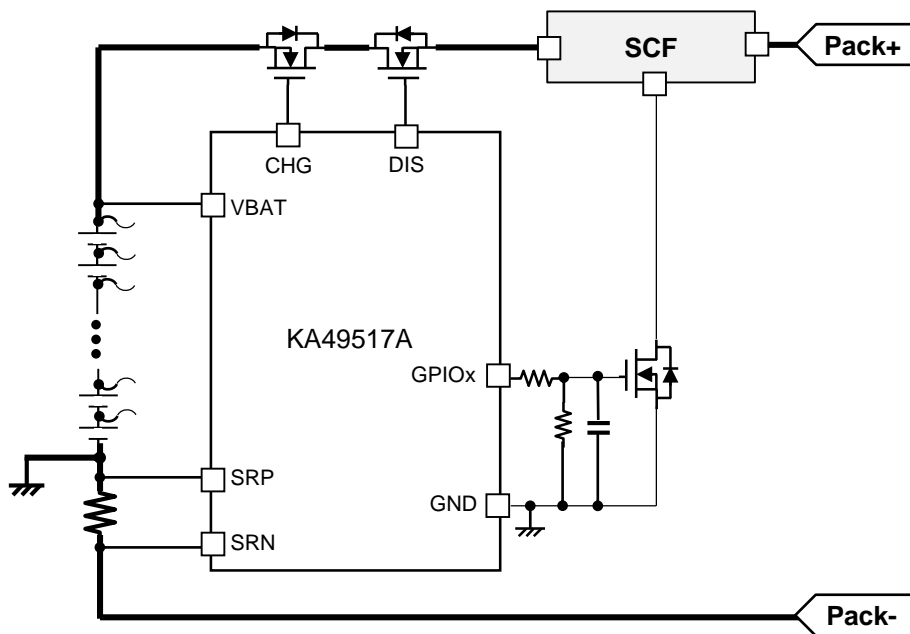 SCF
Pack+
CHG
DIS
VBAT
KA49517A
GPIOx
SRP
GND
SRN
Pack-